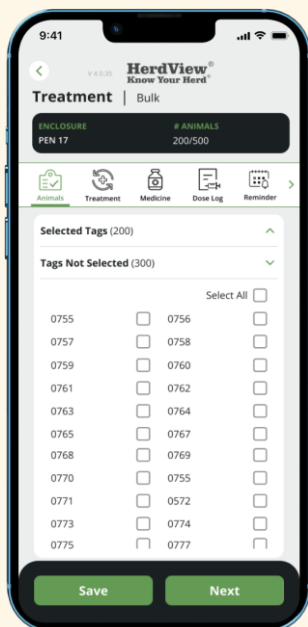 9:41
V 4.0.35
HerdView®
Know Your Herd®
Treatment | Bulk
ENCLOSURE # ANIMALS
PEN 17 200/500
Animals Treatment Medicine Dose Log Reminder
Selected Tags (200)
Tags Not Selected (300)
Select All
0755 0756
0757 0758
0759 0760
0761 0762
0763 0764
0765 0767
0768 0769
0770 0755
0771 0572
0773 0774
0775 0777
Save Next